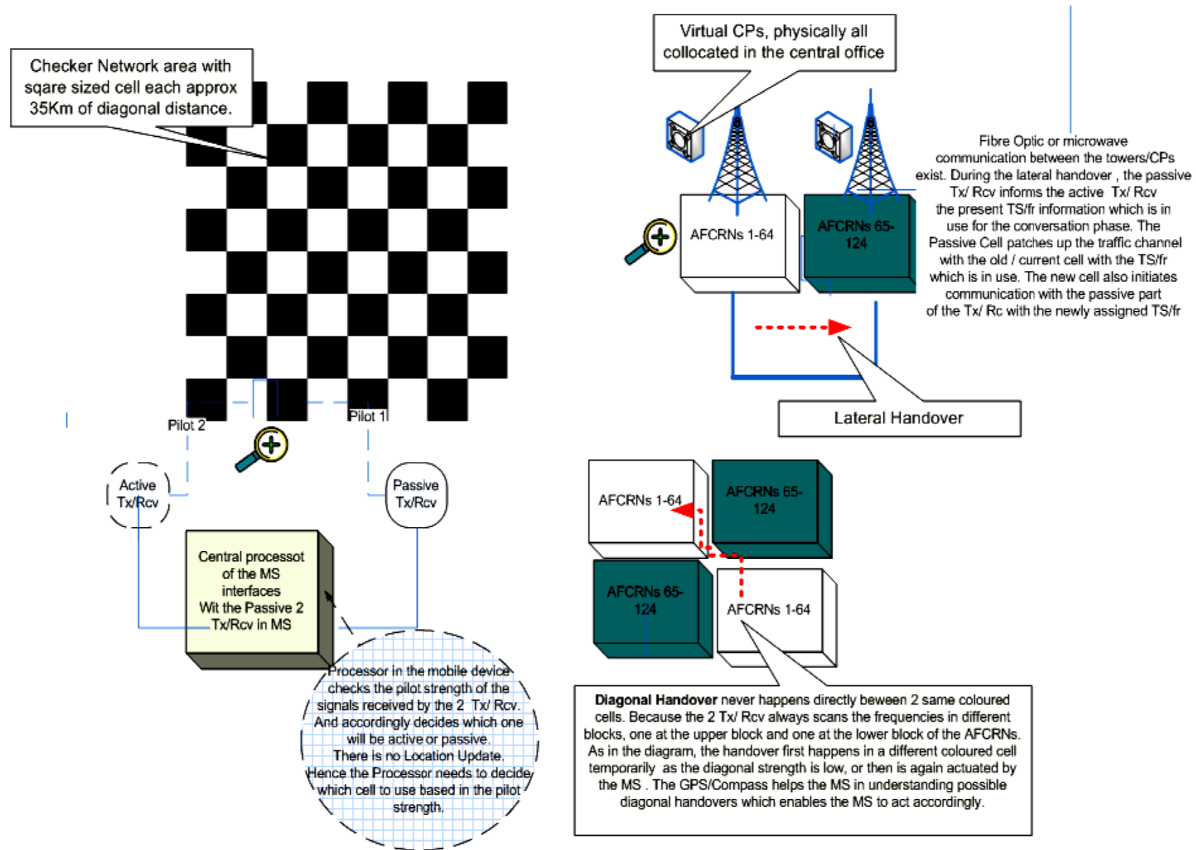 Checker Network area with
sqare sized cell each approx
35Km of diagonal distance.
Pilot 2
Pilot 1
Active
Tx/Rcv
Passive
Tx/Rcv
Central processot
of the MS
interfaces
Wit the Passive 2
Tx/Rcv in MS
Processor in the mobile device
checks the pilot strength of the
signals received by the 2 Tx/ Rcv.
And accordingly decides which one
will be active or passive.
There is no Location Update.
Hence the Processor needs to decide
which cell to use based in the pilot
strength.
Virtual CPs, physically all
collocated in the central office
AFCRNs 1-64
AFCRNs 65-
124
Fibre Optic or microwave
communication between the towers/CPs
exist. During the lateral handover , the passive
Tx/ Rcv informs the active Tx/ Rcv
the present TS/fr information which is in
use for the conversation phase. The
Passive Cell patches up the traffic channel
with the old / current cell with the TS/fr
which is in use. The new cell also initiates
communication with the passive part
of the Tx/ Rc with the newly assigned TS/fr
Lateral Handover
AFCRNs 1-64
AFCRNs 65-
124
AFCRNs 65-
124
AFCRNs 1-64
Diagonal Handover never happens directly beween 2 same coloured
cells. Because the 2 Tx/ Rcv always scans the frequencies in different
blocks, one at the upper block and one at the lower block of the AFCRNs.
As in the diagram, the handover first happens in a different coloured cell
temporarily as the diagonal strength is low, or then is again actuated by
the MS . The GPS/Compass helps the MS in understanding possible
diagonal handovers which enables the MS to act accordingly.